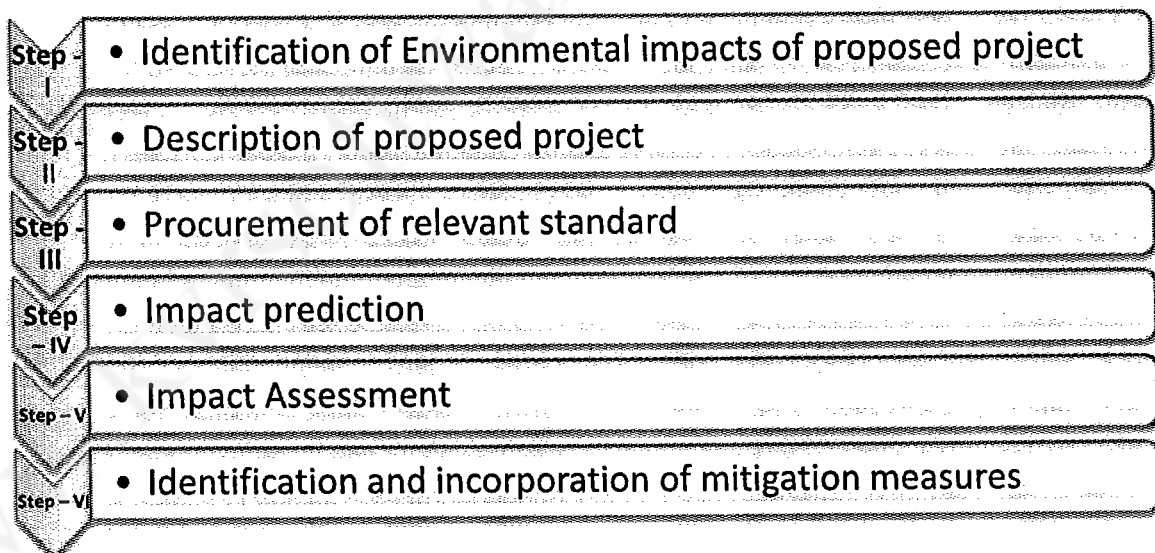 Step -
I
• Identification of Environmental impacts of proposed project
Step -
II
• Description of proposed project
Step -
III
• Procurement of relevant standard
Step
– IV
• Impact prediction
Step – V
• Impact Assessment
Step – VI
• Identification and incorporation of mitigation measures